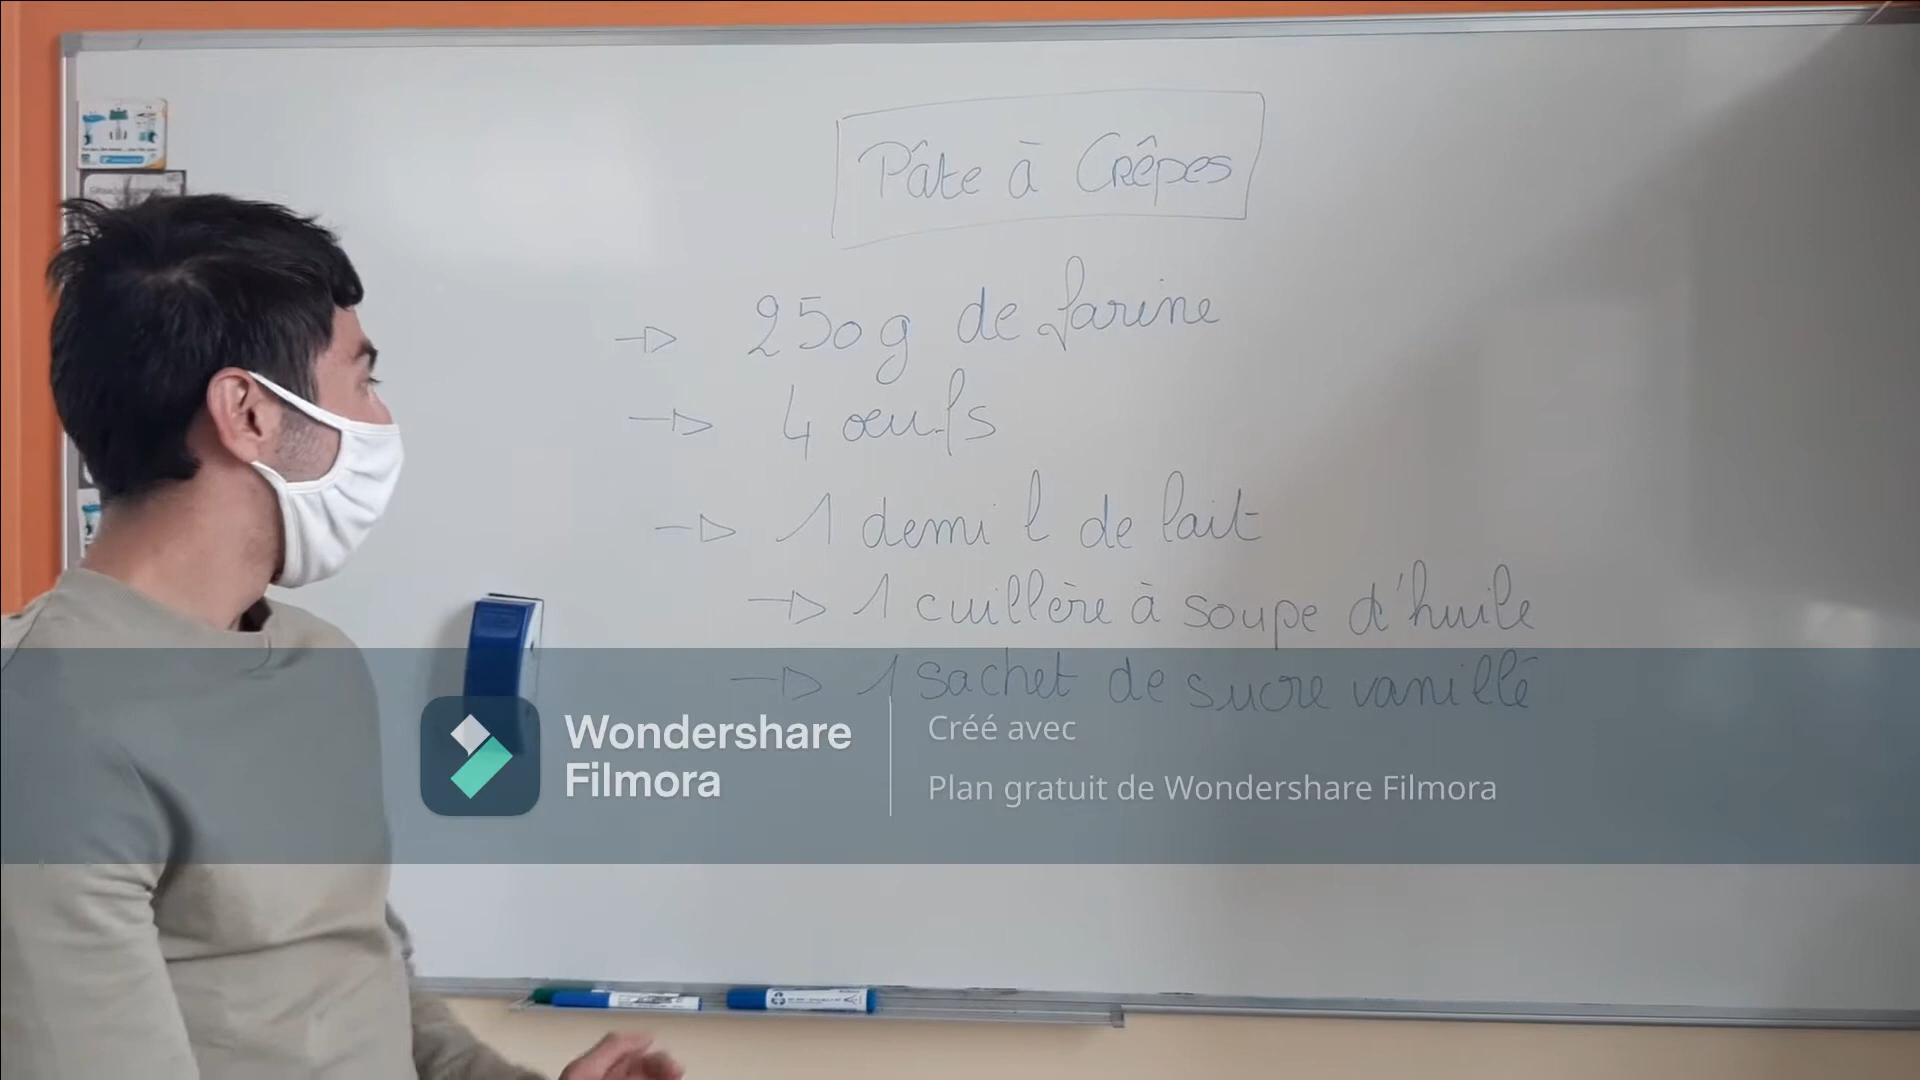 Pâte à Crêpes
→ 250g de farine
→ 4 œufs
→ 1 demi l de lait
→ 1 cuillère à soupe d'huile
→ 1 sachet de sucre vanillé
Wondershare
Filmora
Créé avec
Plan gratuit de Wondershare Filmora